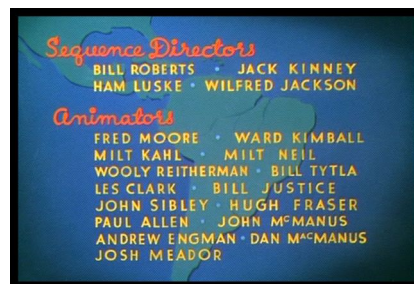 Sequence Directors
BILL ROBERTS • JACK KINNEY
HAM LUSKE • WILFRED JACKSON
Animators
FRED MOORE • WARD KIMBALL
MILT KAHL • MILT NEIL
WOOLY REITHERMAN • BILL TYTLA
LES CLARK • BILL JUSTICE
JOHN SIBLEY • HUGH FRASER
PAUL ALLEN • JOHN McMANUS
ANDREW ENGMAN • DAN MacMANUS
JOSH MEADOR